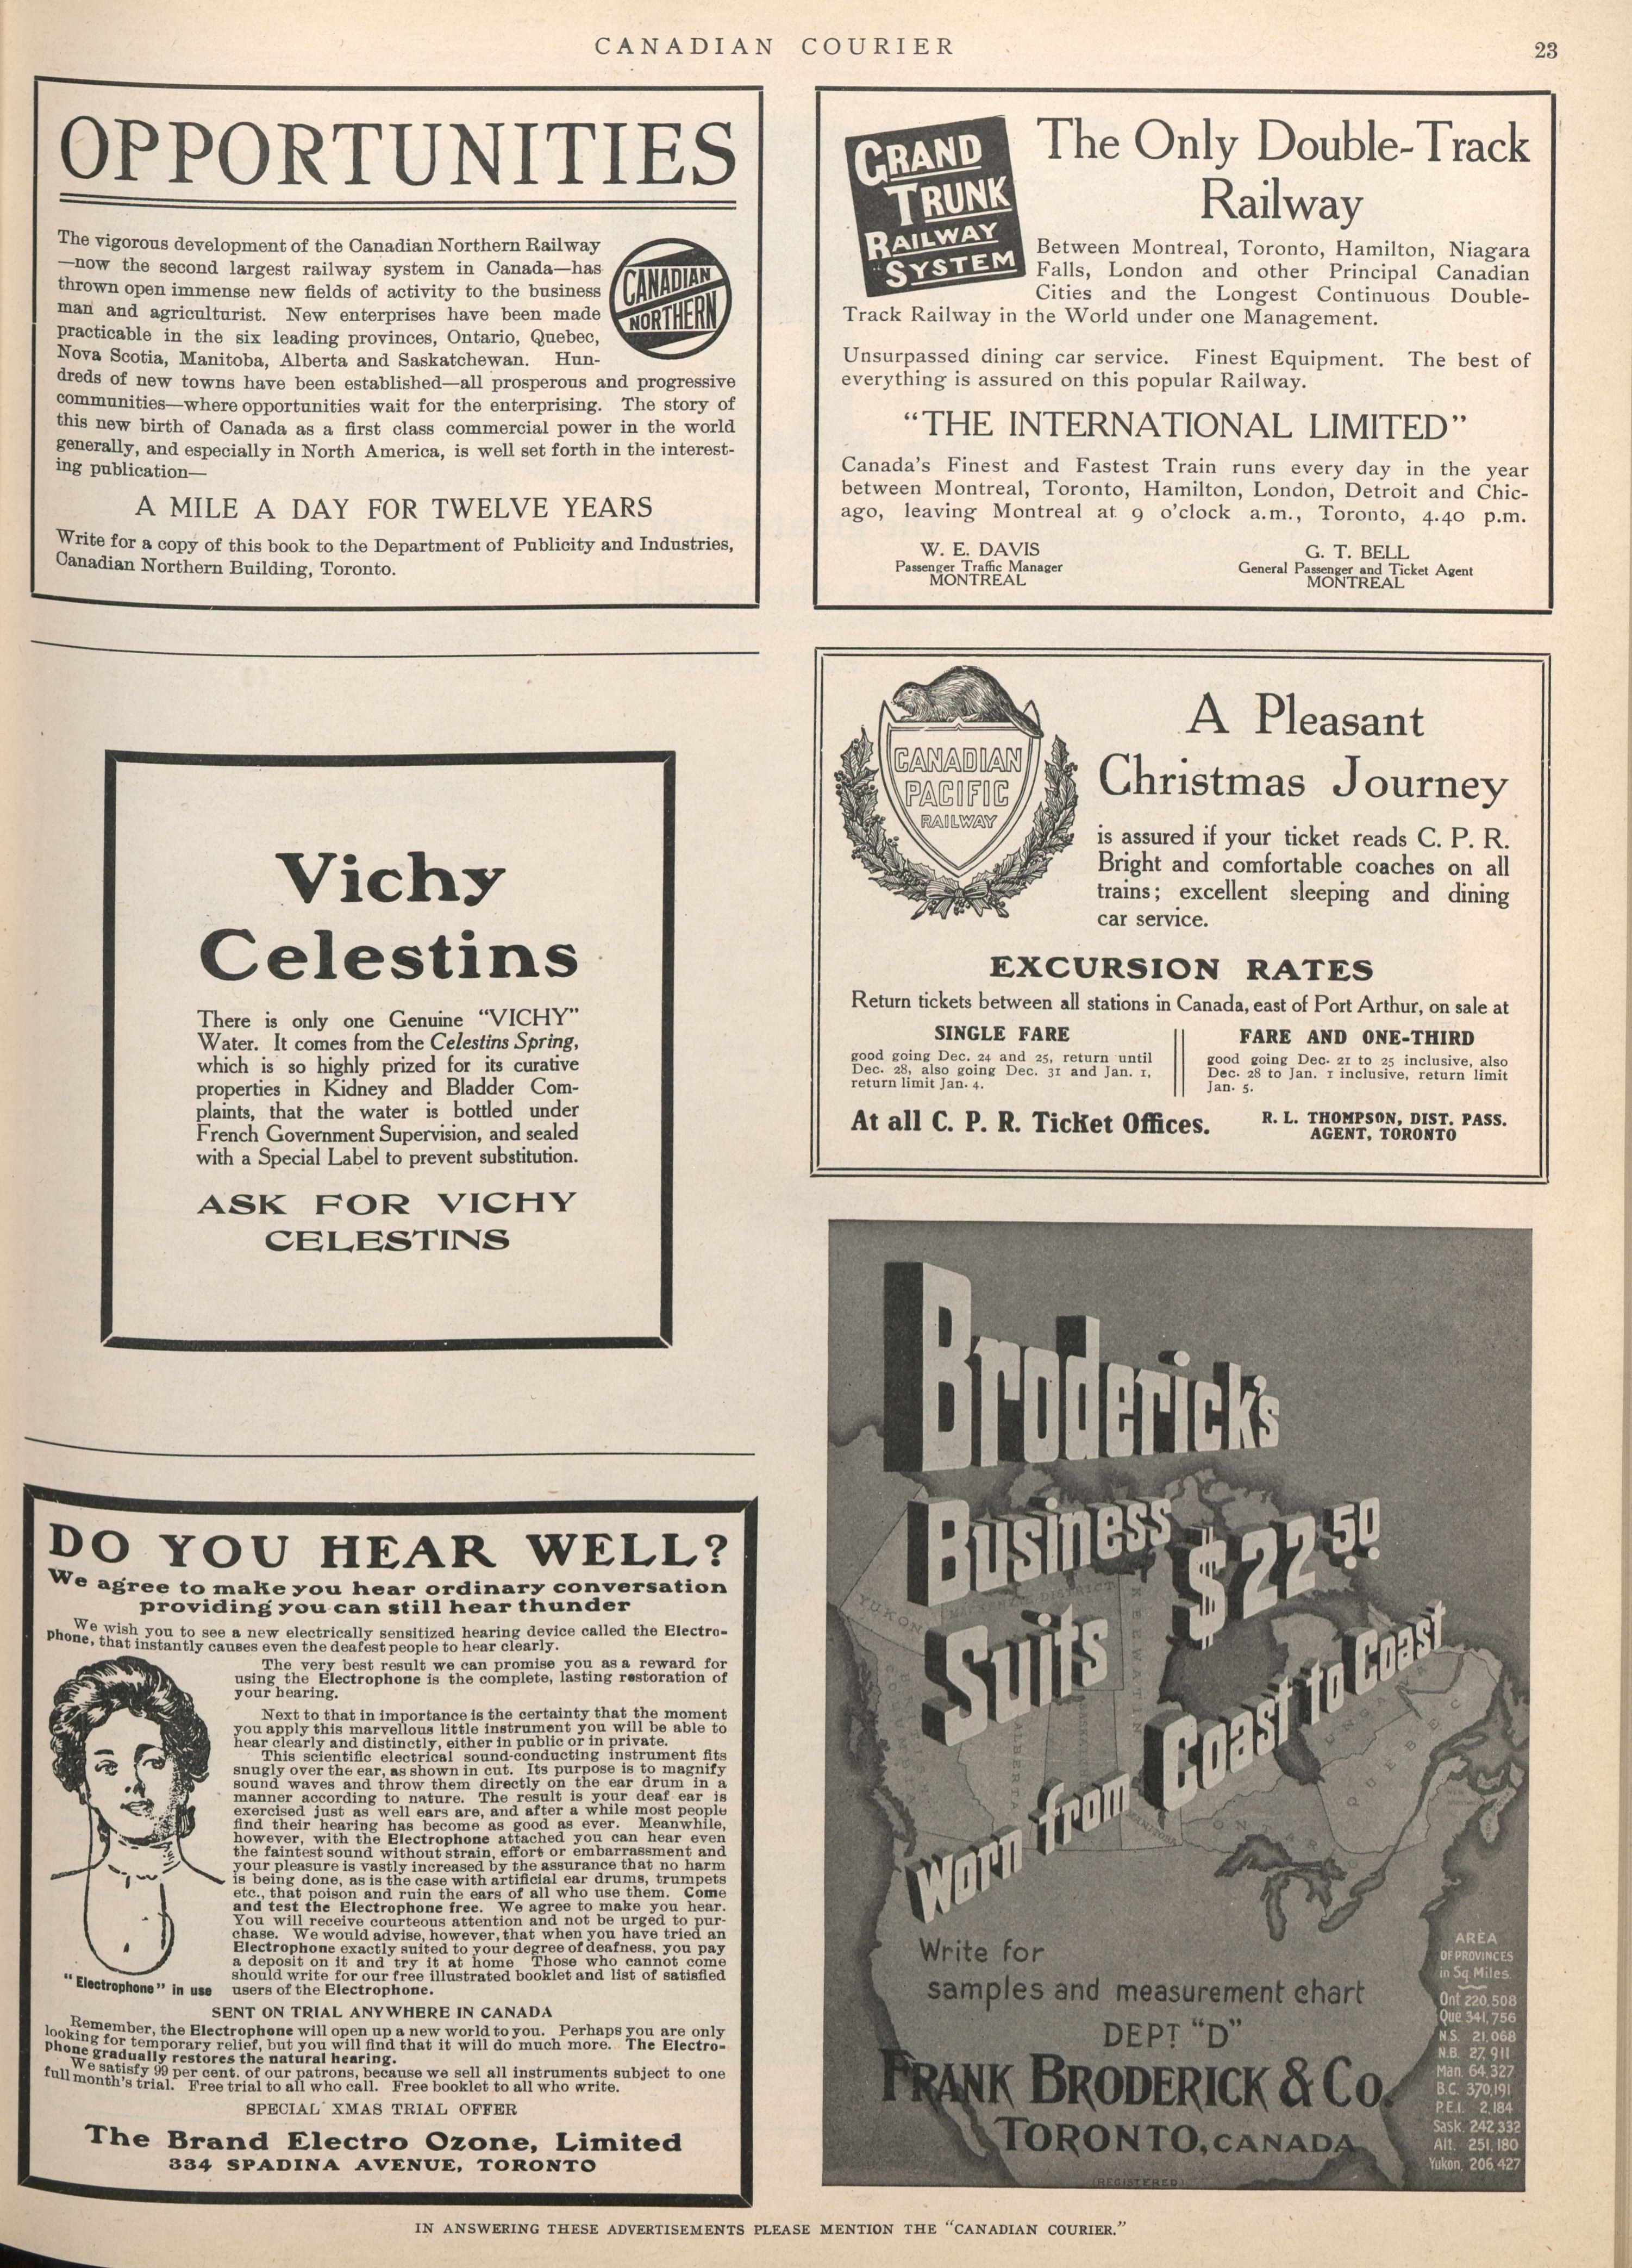 CANADIAN COURIER
23
OPPORTUNITIES
The vigorous development of the Canadian Northern Railway
—now the second largest railway system in Canada—has
thrown open immense new fields of activity to the business
man and agriculturist. New enterprises have been made
practicable in the six leading provinces, Ontario, Quebec,
Nova Scotia, Manitoba, Alberta and Saskatchewan. Hun-
dreds of new towns have been established—all prosperous and progressive
communities—where opportunities wait for the enterprising. The story of
this new birth of Canada as a first class commercial power in the world
generally, and especially in North America, is well set forth in the interest-
ing publication—
CANADIAN
NORTHERN
A MILE A DAY FOR TWELVE YEARS
Write for a copy of this book to the Department of Publicity and Industries,
Canadian Northern Building, Toronto.
Vichy
Celestins
There is only one Genuine “VICHY”
Water. It comes from the Celestins Spring,
which is so highly prized for its curative
properties in Kidney and Bladder Com-
plaints, that the water is bottled under
French Government Supervision, and sealed
with a Special Label to prevent substitution.
ASK FOR VICHY
CELESTINS
DO YOU HEAR WELL?
We agree to make you hear ordinary conversation
providing you can still hear thunder
We wish you to see a new electrically sensitized hearing device called the Electro-
phone, that instantly causes even the deafest people to hear clearly.
The very best result we can promise you as a reward for
using the Electrophone is the complete, lasting restoration of
your hearing.
Next to that in importance is the certainty that the moment
you apply this marvellous little instrument you will be able to
hear clearly and distinctly, either in public or in private.
This scientific electrical sound-conducting instrument fits
snugly over the ear, as shown in cut. Its purpose is to magnify
sound waves and throw them directly on the ear drum in a
manner according to nature. The result is your deaf ear is
exercised just as well ears are, and after a while most people
find their hearing has become as good as ever. Meanwhile,
however, with the Electrophone attached you can hear even
the faintest sound without strain, effort or embarrassment and
your pleasure is vastly increased by the assurance that no harm
is being done, as is the case with artificial ear drums, trumpets
etc., that poison and ruin the ears of all who use them. Come
and test the Electrophone free. We agree to make you hear.
You will receive courteous attention and not be urged to pur-
chase. We would advise, however, that when you have tried an
Electrophone exactly suited to your degree of deafness, you pay
a deposit on it and try it at home Those who cannot come
should write for our free illustrated booklet and list of satisfied
users of the Electrophone.
“Electrophone” in use
SENT ON TRIAL ANYWHERE IN CANADA
Remember, the Electrophone will open up a new world to you. Perhaps you are only
looking for temporary relief, but you will find that it will do much more. The Electro-
phone gradually restores the natural hearing.
We satisfy 99 per cent. of our patrons, because we sell all instruments subject to one
full month's trial. Free trial to all who call. Free booklet to all who write.
SPECIAL XMAS TRIAL OFFER
The Brand Electro Ozone, Limited
334 SPADINA AVENUE, TORONTO
GRAND
TRUNK
RAILWAY
SYSTEM
The Only Double-Track
Railway
Between Montreal, Toronto, Hamilton, Niagara
Falls, London and other Principal Canadian
Cities and the Longest Continuous Double-
Track Railway in the World under one Management.
Unsurpassed dining car service. Finest Equipment. The best of
everything is assured on this popular Railway.
“THE INTERNATIONAL LIMITED”
Canada's Finest and Fastest Train runs every day in the year
between Montreal, Toronto, Hamilton, London, Detroit and Chic-
ago, leaving Montreal at 9 o'clock a.m., Toronto, 4.40 p.m.
W. E. DAVIS
Passenger Traffic Manager
MONTREAL
G. T. BELL
General Passenger and Ticket Agent
MONTREAL
CANADIAN
PACIFIC
RAILWAY
A Pleasant
Christmas Journey
is assured if your ticket reads C. P. R.
Bright and comfortable coaches on all
trains; excellent sleeping and dining
car service.
EXCURSION RATES
Return tickets between all stations in Canada, east of Port Arthur, on sale at
SINGLE FARE
good going Dec. 24 and 25, return until
Dec. 28, also going Dec. 31 and Jan. 1,
return limit Jan. 4.
FARE AND ONE-THIRD
good going Dec. 21 to 25 inclusive, also
Dec. 28 to Jan. 1 inclusive, return limit
Jan. 5.
At all C. P. R. Ticket Offices.
R. L. THOMPSON, DIST. PASS.
AGENT, TORONTO
Broderick's
Business
Suits
$22.50
Worn from Coast to Coast
YUKON
MACKENZIE DISTRICT
KEEWATIN
UNGAVA
QUEBEC
ALBERTA
ONTARIO
MANITOBA
Write for
samples and measurement chart
DEPT “D”
FRANK BRODERICK & Co.
TORONTO, CANADA
(REGISTERED)
AREA
OF PROVINCES
in Sq. Miles.
Ont 220,508
Que 341,756
N.S. 21,068
N.B. 27,911
Man. 64,327
B.C. 370,191
P.E.I. 2,184
Sask. 242,332
Alt. 251,180
Yukon, 206,427
IN ANSWERING THESE ADVERTISEMENTS PLEASE MENTION THE “CANADIAN COURIER.”